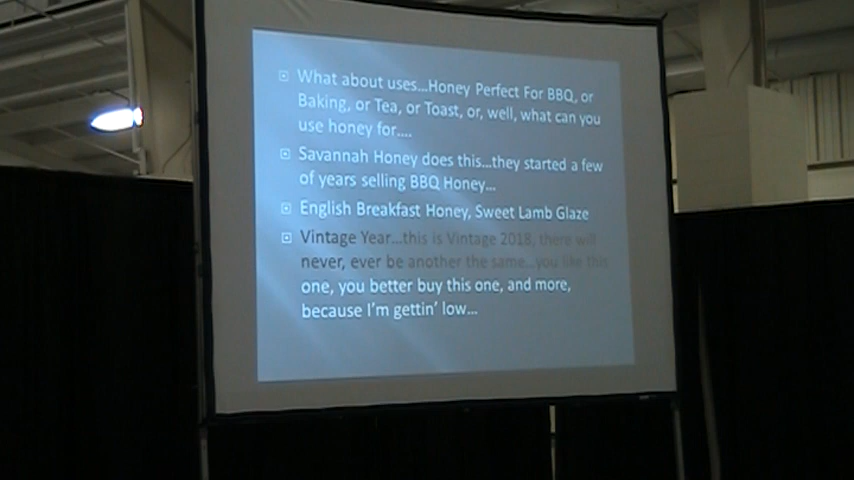 What about uses…Honey Perfect For BBQ, or
Baking, or Tea, or Toast, or, well, what can you
use honey for….
Savannah Honey does this…they started a few
of years selling BBQ Honey…
English Breakfast Honey, Sweet Lamb Glaze
Vintage Year…this is Vintage 2018, there will
never, ever be another the same…you like this
one, you better buy this one, and more,
because I'm gettin' low…